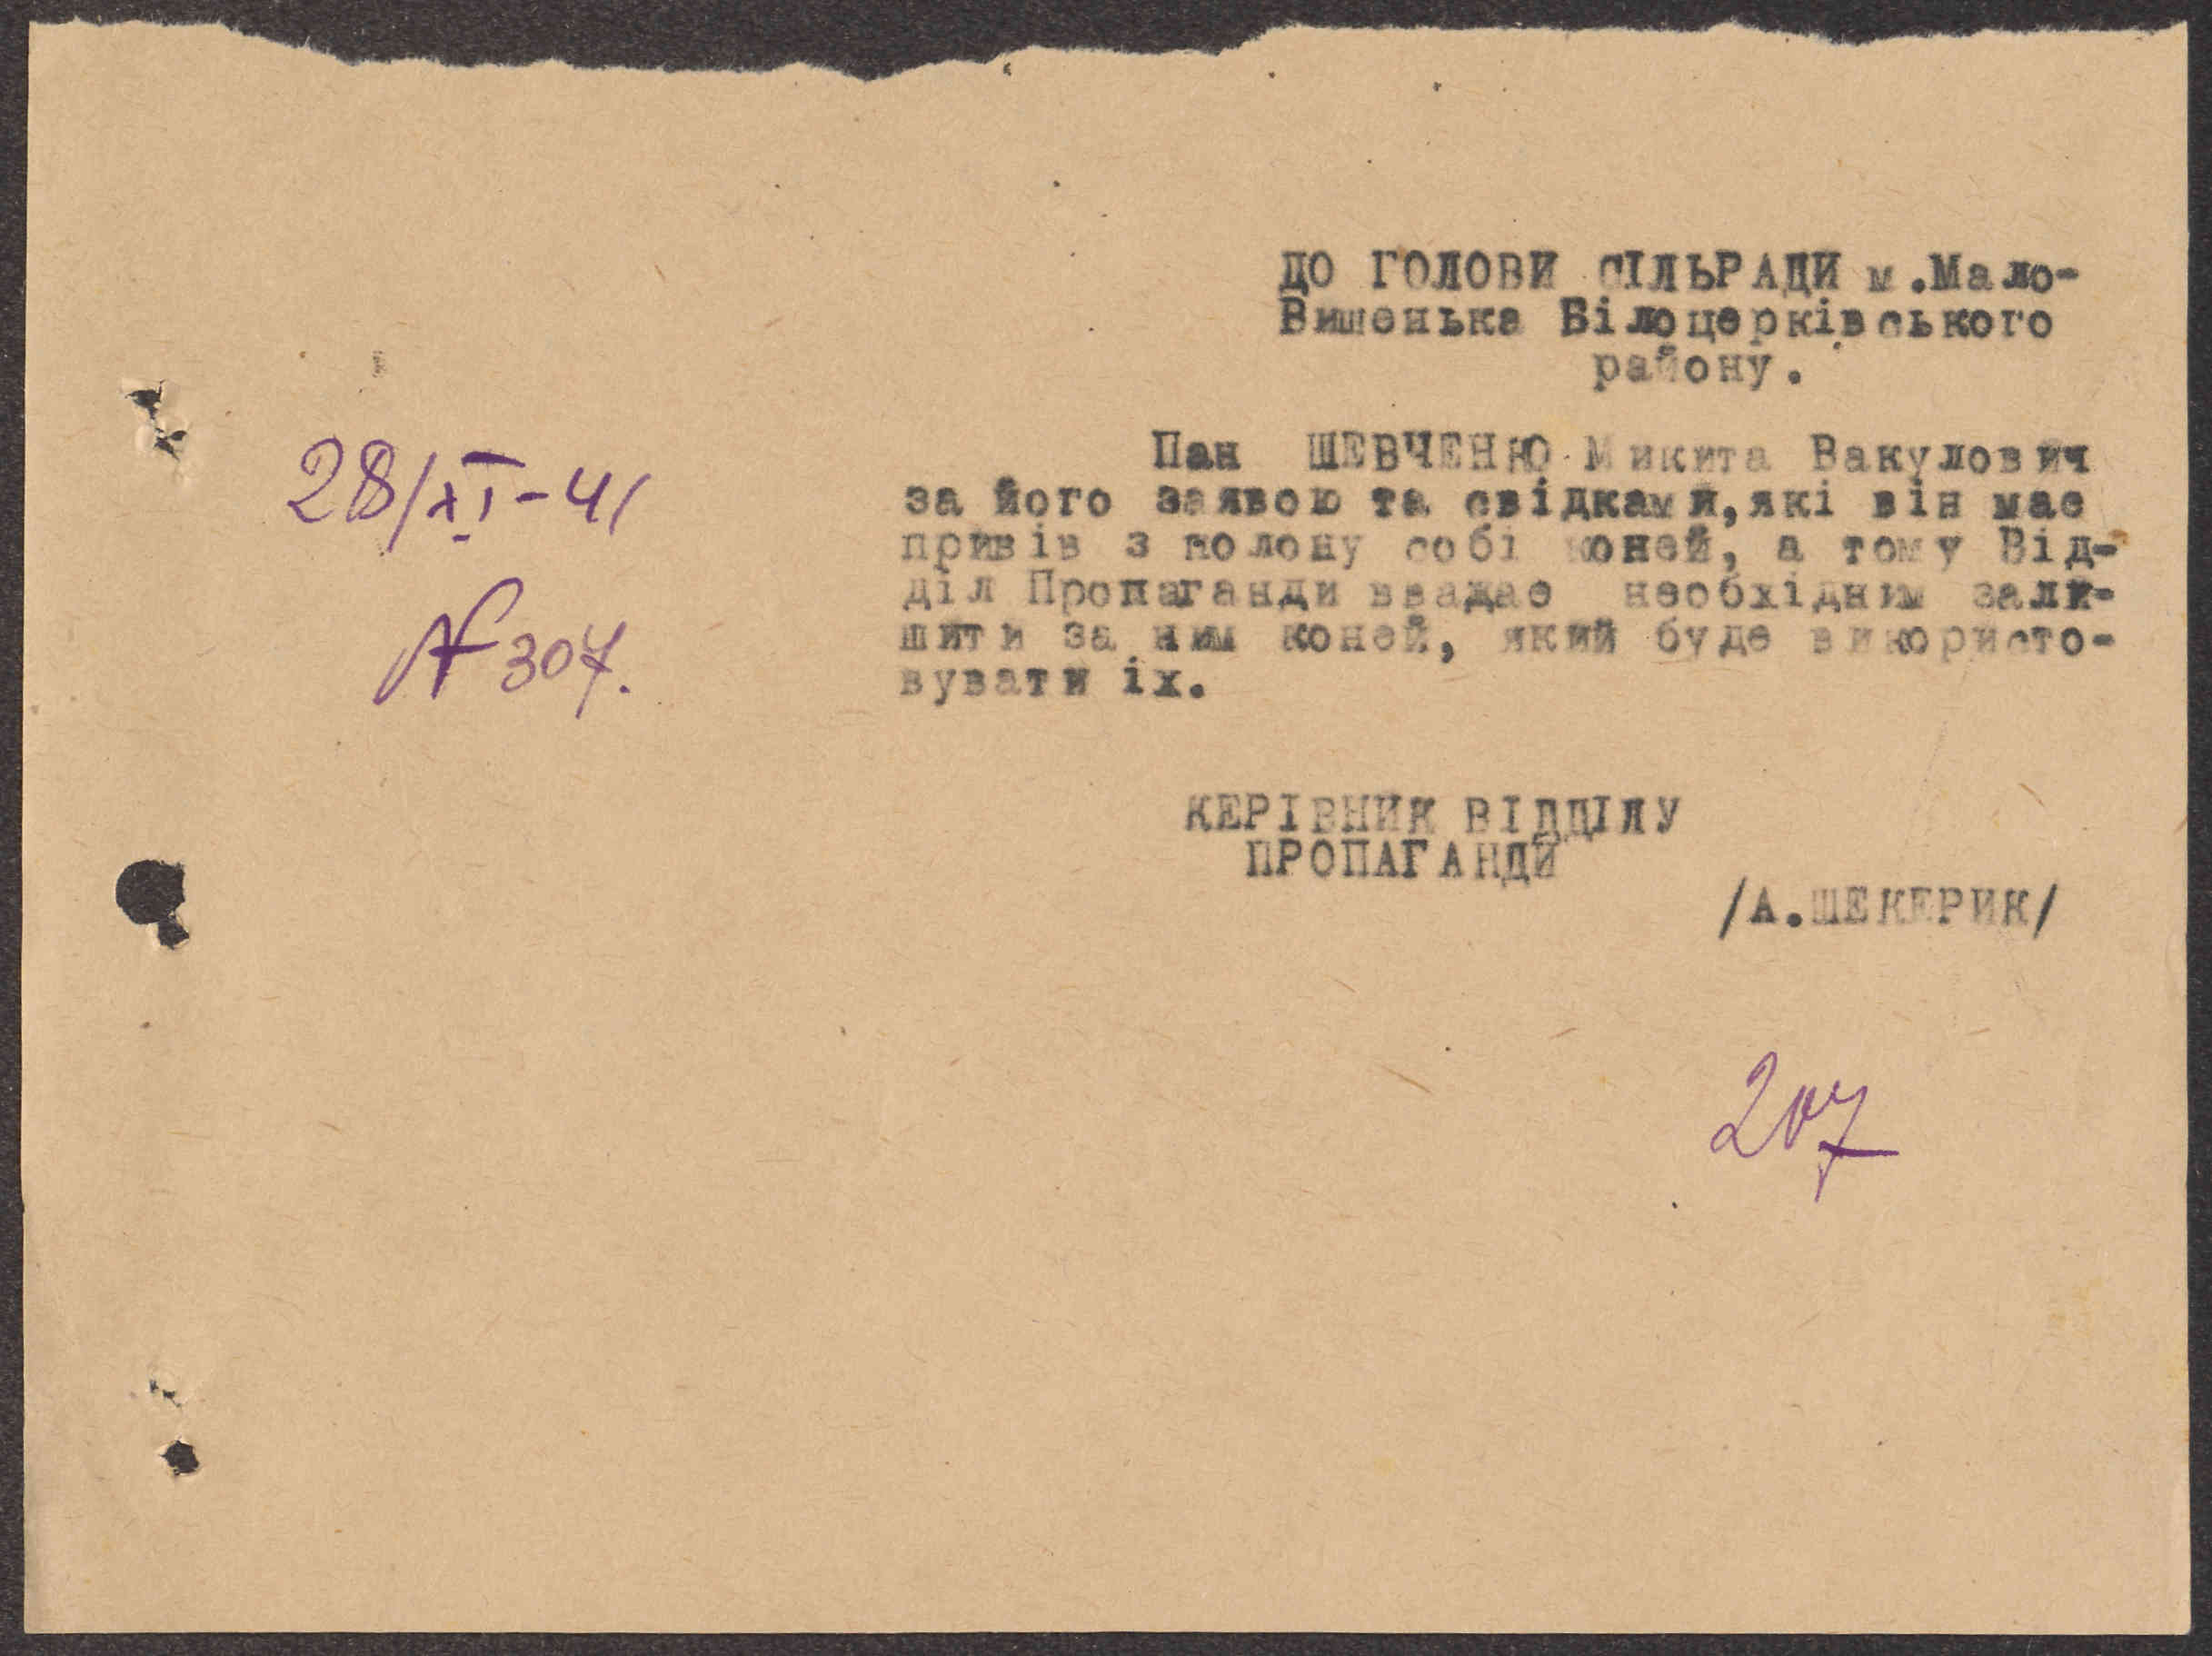 ДО ГОЛОВИ СІЛЬРАДИ м.Мало-
Вишенька Білоцерківського
району.
28/XI-41
№ 307.
Пан ШЕВЧЕНКО Микита Вакулович
за його заявою та свідками, які він має
привів з полону собі коней, а тому Від-
діл Пропаганди вважає необхідним зали-
шити за ним коней, який буде використо-
вувати іх.
КЕРІВНИК ВІДДІЛУ
ПРОПАГАНДИ
/А.ШЕКЕРИК/
207